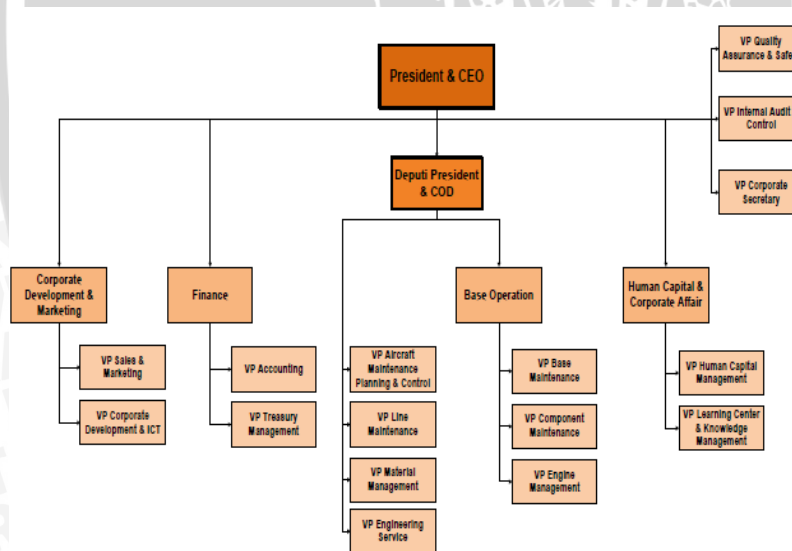 President & CEO
VP Quality
Assurance & Safe
VP Internal Audit
Control
VP Corporate
Secretary
Deputi President
& COD
Corporate
Development &
Marketing
Finance
Base Operation
Human Capital &
Corporate Affair
VP Sales &
Marketing
VP Corporate
Development & ICT
VP Accounting
VP Treasury
Management
VP Aircraft
Maintenance
Planning & Control
VP Line
Maintenance
VP Material
Management
VP Engineering
Service
VP Base
Maintenance
VP Component
Maintenance
VP Engine
Management
VP Human Capital
Management
VP Learning Center
& Knowledge
Management